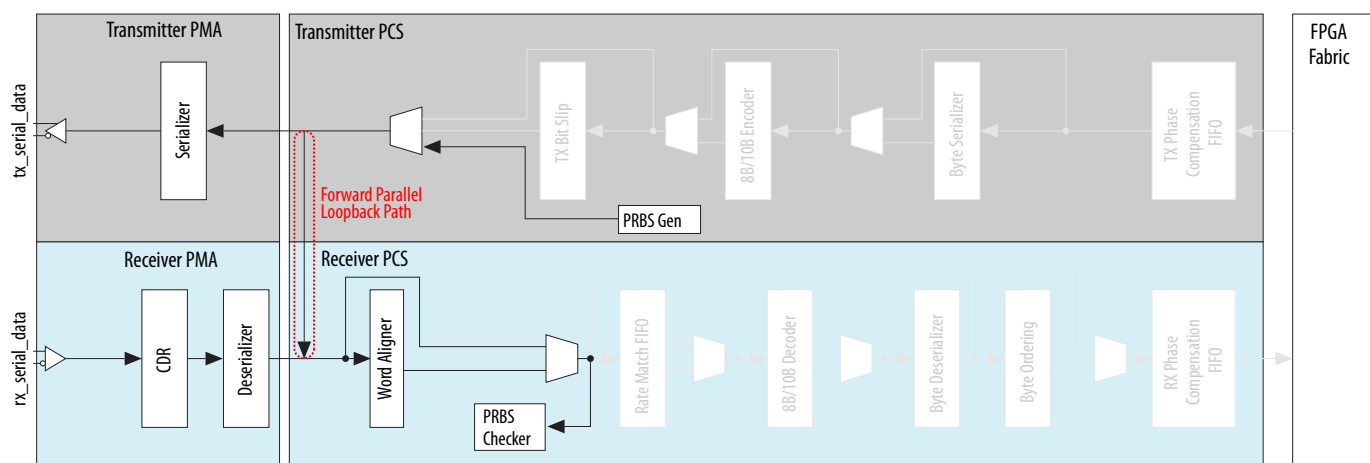 Transmitter PMA
Transmitter PCS
FPGA
Fabric
tx_serial_data
Serializer
TX Bit Slip
8B/10B Encoder
Byte Serializer
TX Phase
Compensation
FIFO
Forward Parallel
Loopback Path
PRBS Gen
Receiver PMA
Receiver PCS
rx_serial_data
CDR
Deserializer
Word Aligner
Rate Match FIFO
8B/10B Decoder
Byte Deserializer
Byte Ordering
RX Phase
Compensation
FIFO
PRBS
Checker